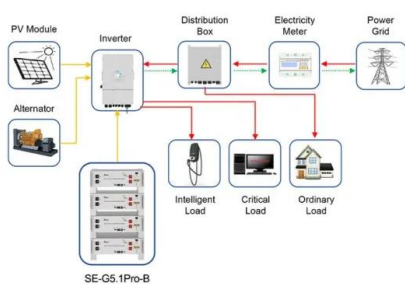 PV Module
Inverter
Distribution
Box
Electricity
Meter
Power
Grid
Alternator
Intelligent
Load
Critical
Load
Ordinary
Load
SE-G5.1Pro-B